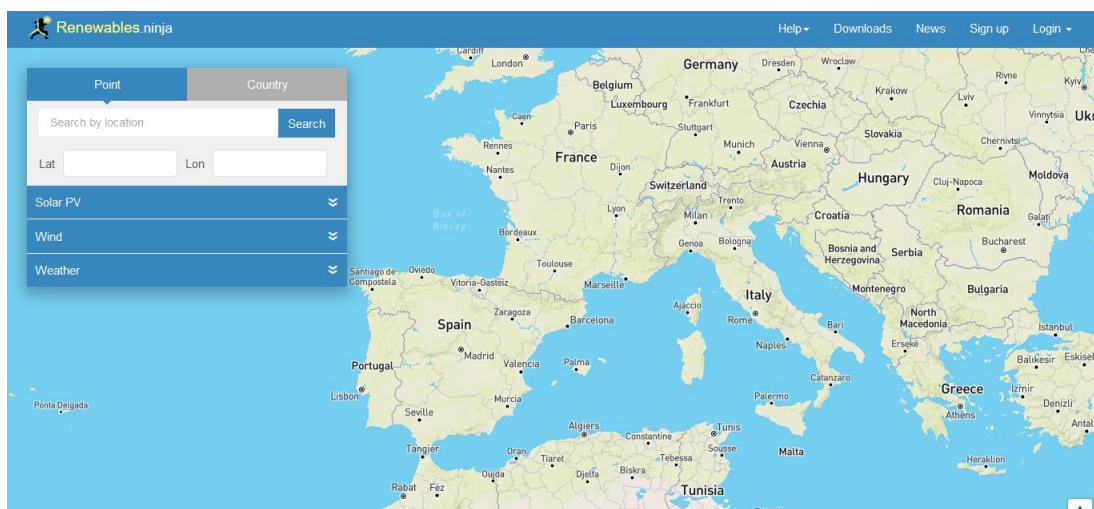 Renewables.ninja
Help
Downloads
News
Sign up
Login
Point
Country
Search by location
Search
Lat
Lon
Solar PV
Wind
Weather
Cardiff
London
Germany
Dresden
Wroclaw
Rivne
Kyiv
Belgium
Krakow
Lviv
Luxembourg
Frankfurt
Czechia
Vinnytsia
Caen
Paris
Stuttgart
Slovakia
Chernivtsi
Rennes
Munich
Vienna
France
Nantes
Dijon
Austria
Hungary
Moldova
Switzerland
Cluj-Napoca
Lyon
Trento
Milan
Croatia
Romania
Galați
Bay of
Biscay
Bordeaux
Genoa
Bologna
Bosnia and
Herzegovina
Serbia
Bucharest
Toulouse
Santiago de
Compostela
Oviedo
Vitoria-Gasteiz
Marseille
Montenegro
Bulgaria
Italy
Zaragoza
Ajaccio
Rome
North
Macedonia
Spain
Barcelona
Bari
Istanbul
Naples
Ersekë
Madrid
Portugal
Valencia
Palma
Balıkesir
Catanzaro
Greece
Izmir
Lisbon
Murcia
Palermo
Denizli
Ponta Delgada
Seville
Athens
Algiers
Tunis
Tangier
Oran
Constantine
Sousse
Malta
Tiaret
Tebessa
Heraklion
Oujda
Djelfa
Biskra
Rabat
Fez
Tunisia